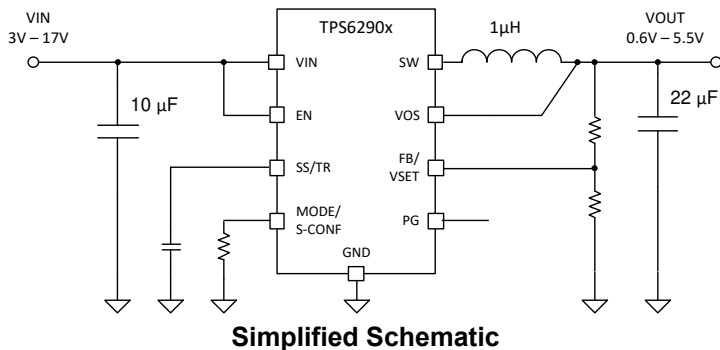 VIN
3V – 17V
TPS6290x
1µH
VOUT
0.6V – 5.5V
VIN
SW
10 µF
EN
VOS
22 µF
SS/TR
FB/
VSET
MODE/
S-CONF
PG
GND
Simplified Schematic